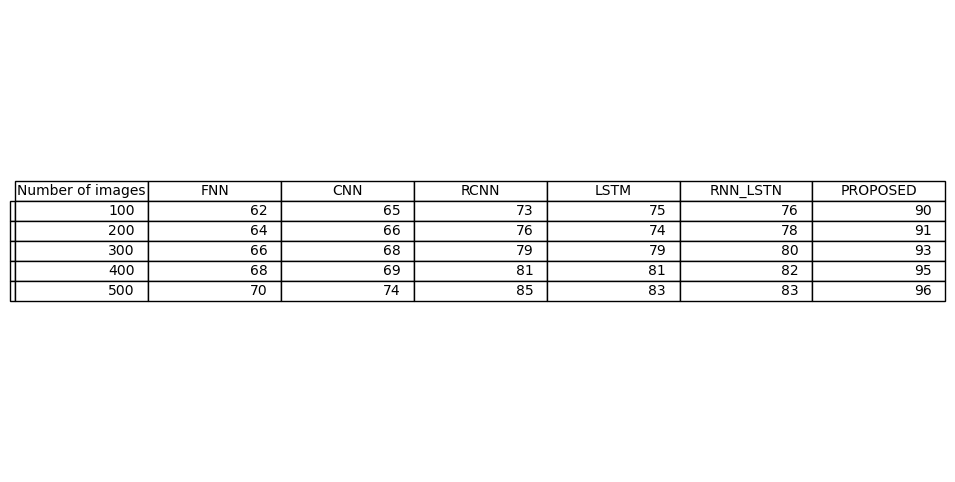 Number of images FNN CNN RCNN LSTM RNN_LSTN PROPOSED
100 62 65 73 75 76 90
200 64 66 76 74 78 91
300 66 68 79 79 80 93
400 68 69 81 81 82 95
500 70 74 85 83 83 96